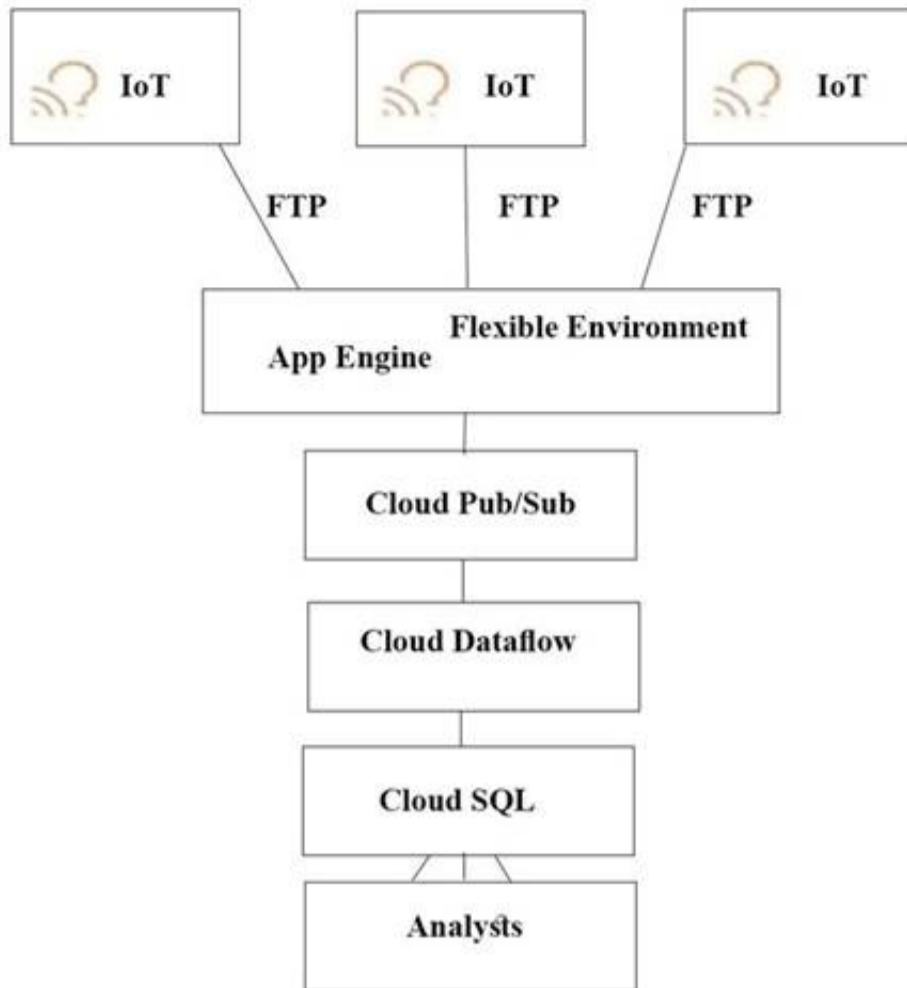 IoT
IoT
IoT
FTP
FTP
FTP
Flexible Environment
App Engine
Cloud Pub/Sub
Cloud Dataflow
Cloud SQL
Analysts